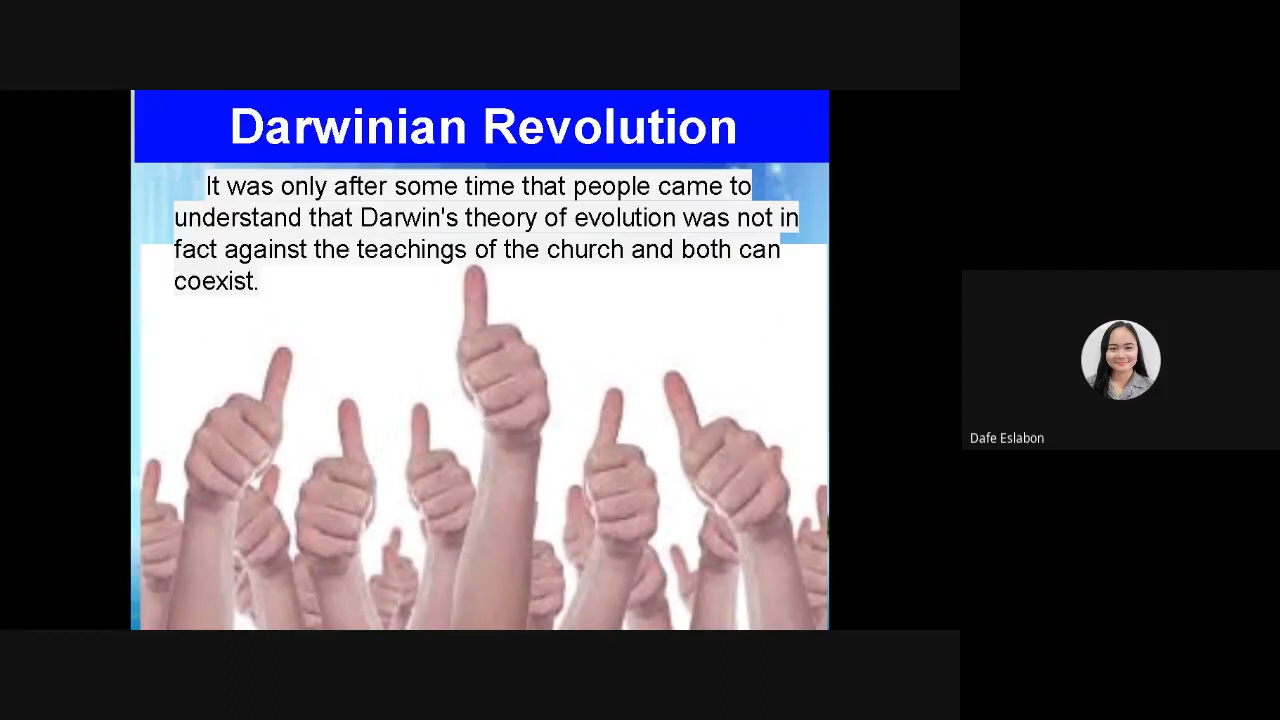 Darwinian Revolution
It was only after some time that people came to
understand that Darwin's theory of evolution was not in
fact against the teachings of the church and both can
coexist.
Dafe Eslabon